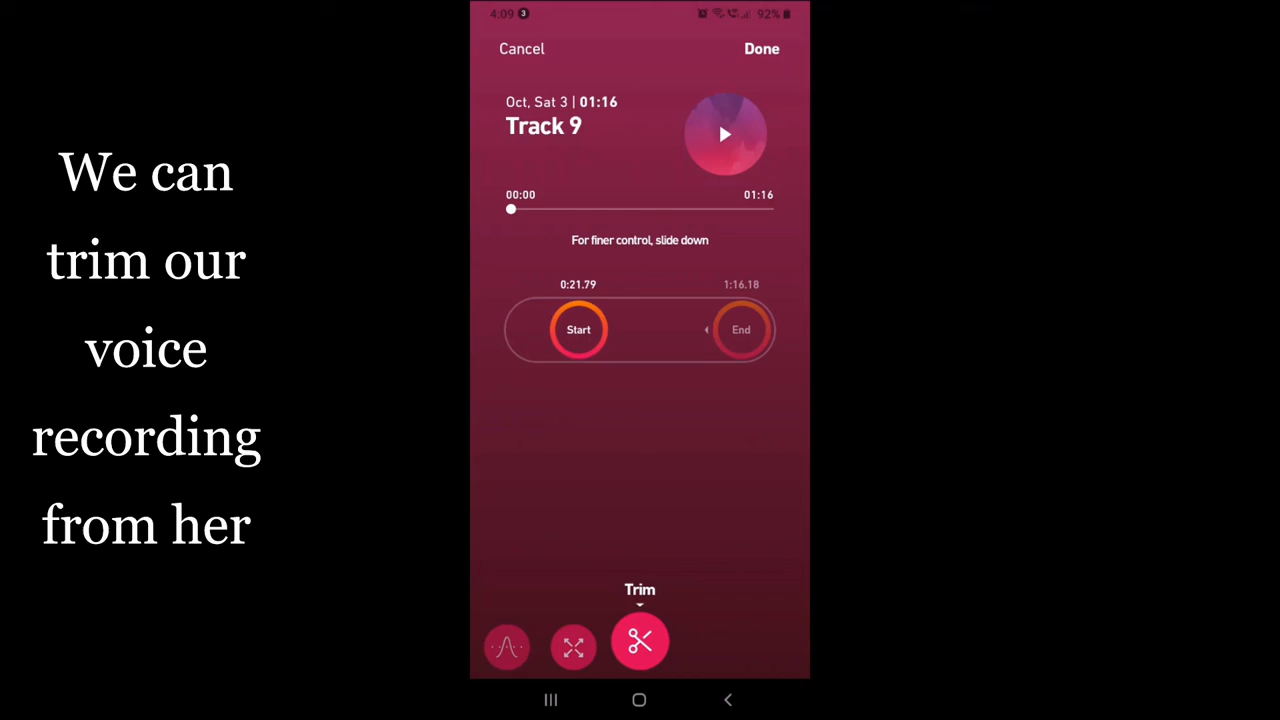 We can
trim our
voice
recording
from her
4:09 3
92%
Cancel
Done
Oct, Sat 3 | 01:16
Track 9
00:00
01:16
For finer control, slide down
0:21.79
1:16.18
Start
End
Trim